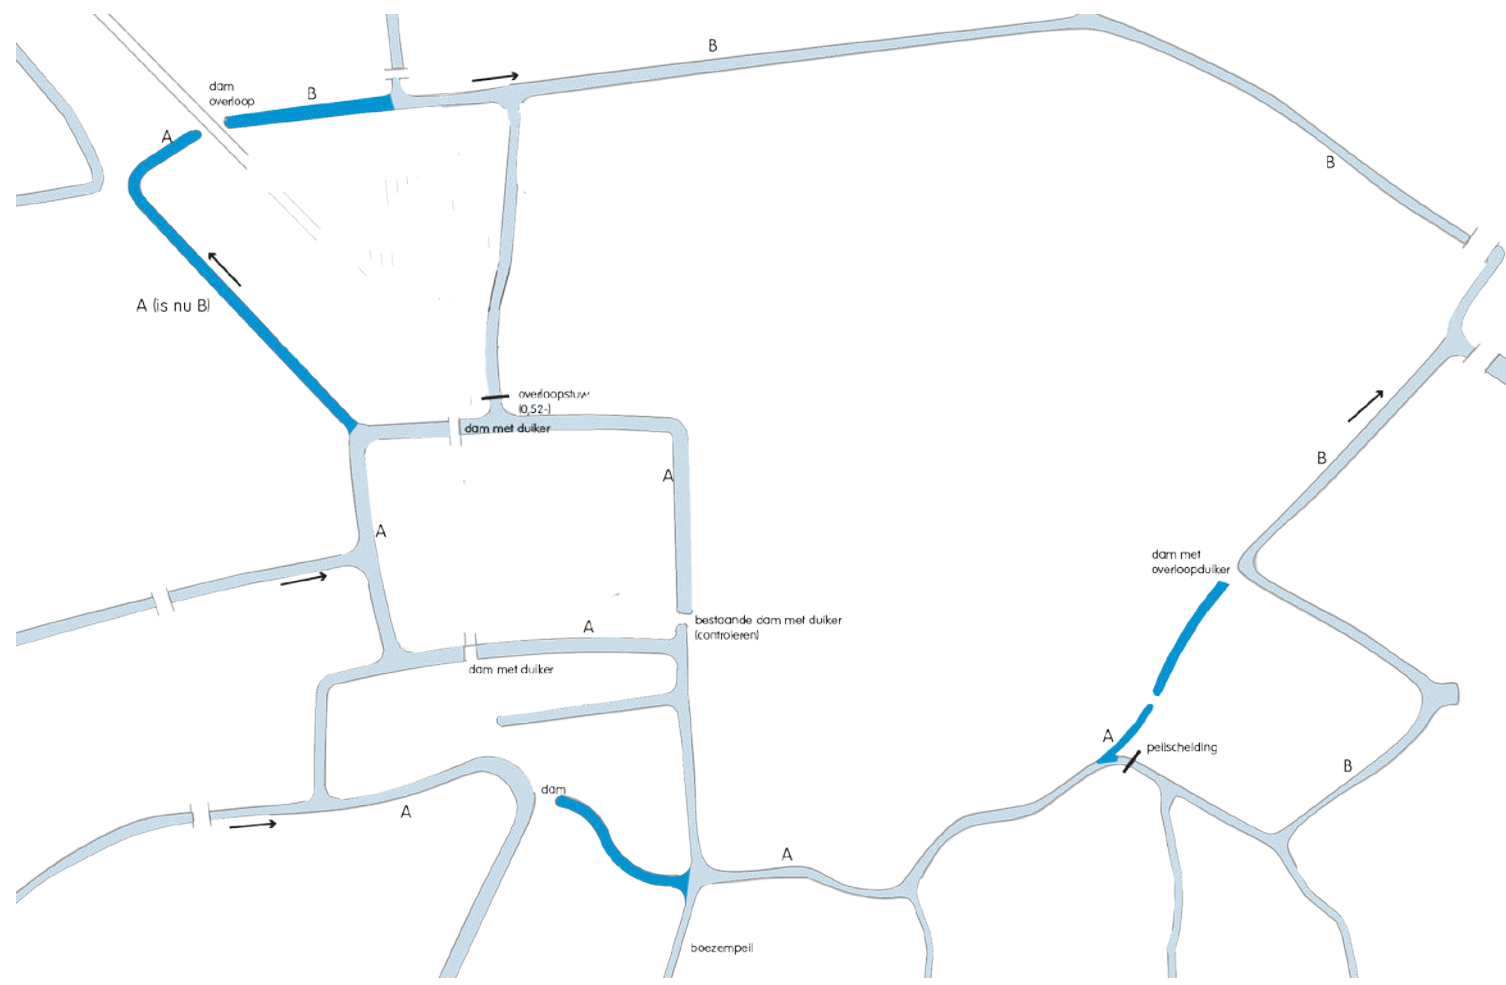 B
dam
overloop
B
A
B
A (is nu B)
overloopstuw
(0,52-)
dam met duiker
A
B
A
dam met
overloopduiker
bestaande dam met duiker
(controleren)
A
dam met duiker
A
peilscheiding
B
dam
A
A
boezempeil